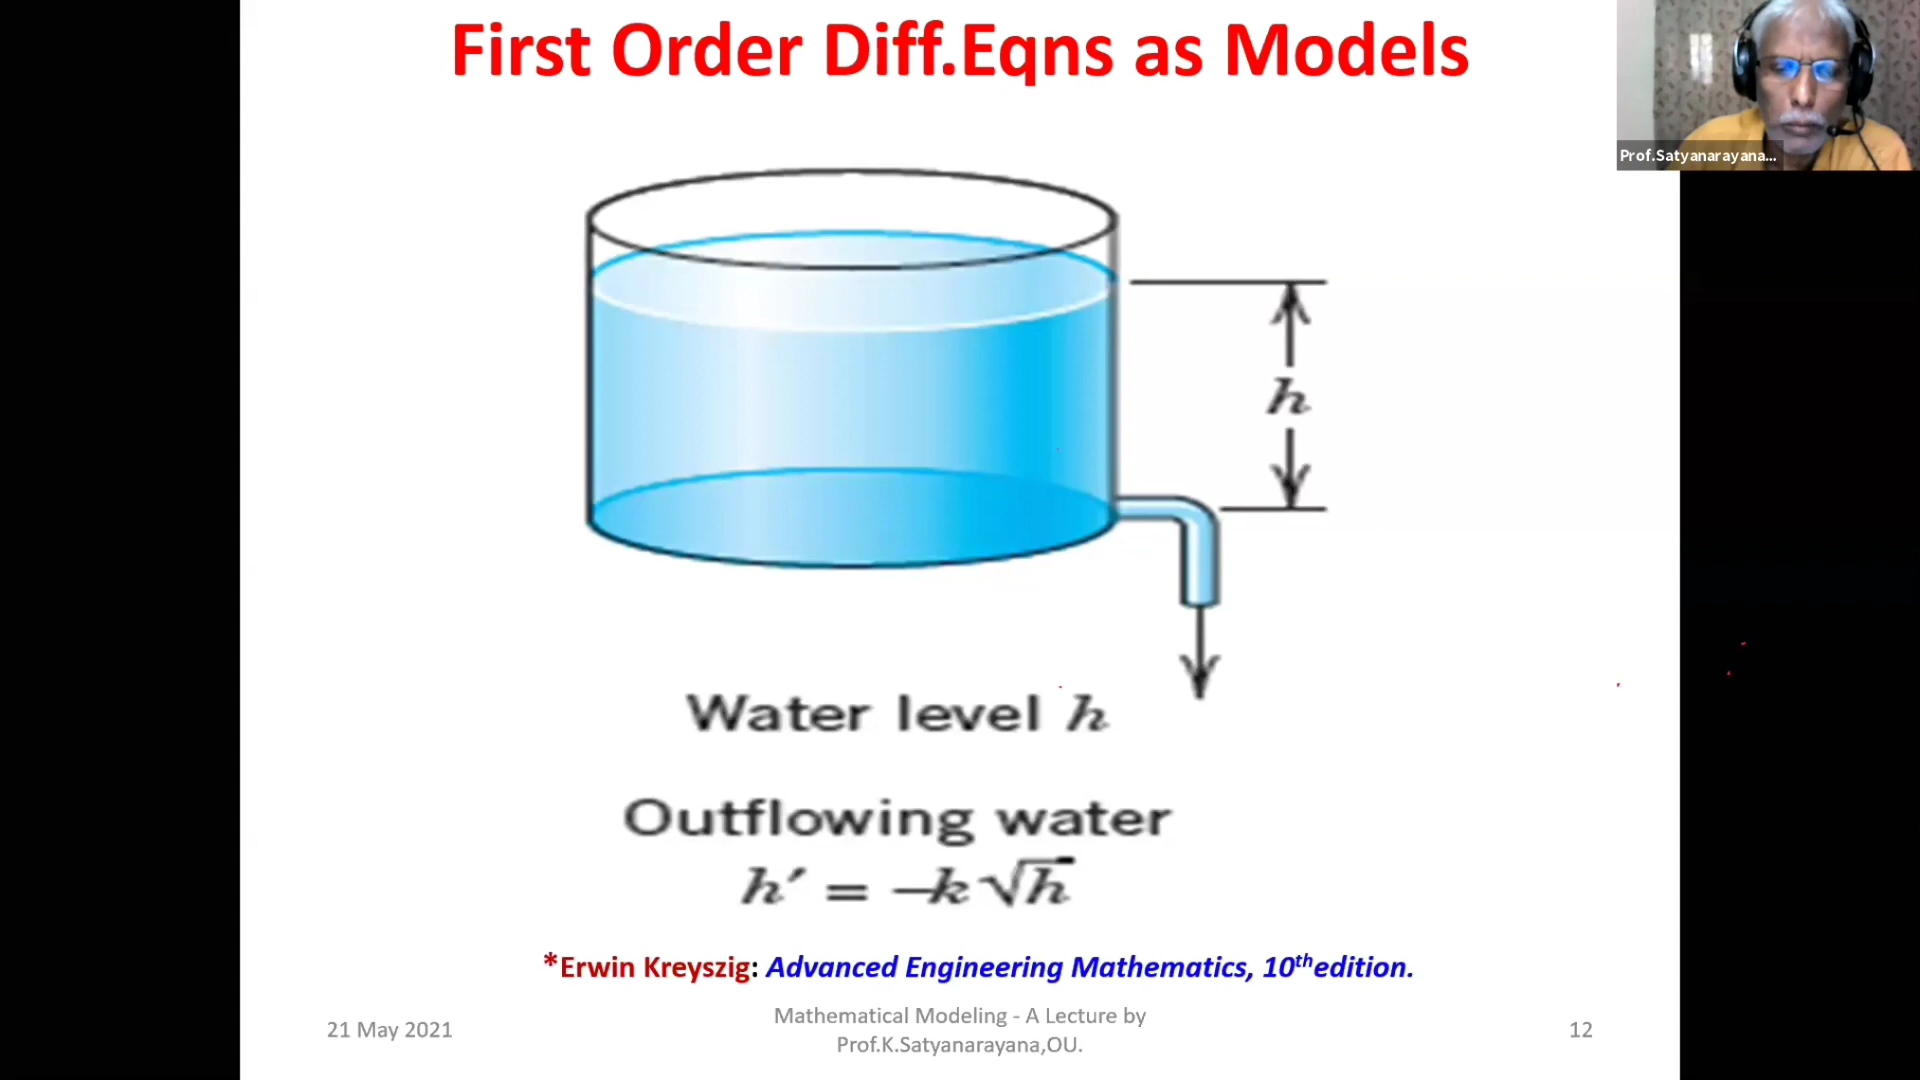 First Order Diff.Eqns as Models
Prof.Satyanarayana...
h
Water level h
Outflowing water
h′ = −k√h
*Erwin Kreyszig: Advanced Engineering Mathematics, 10thedition.
21 May 2021
Mathematical Modeling - A Lecture by
Prof.K.Satyanarayana,OU.
12